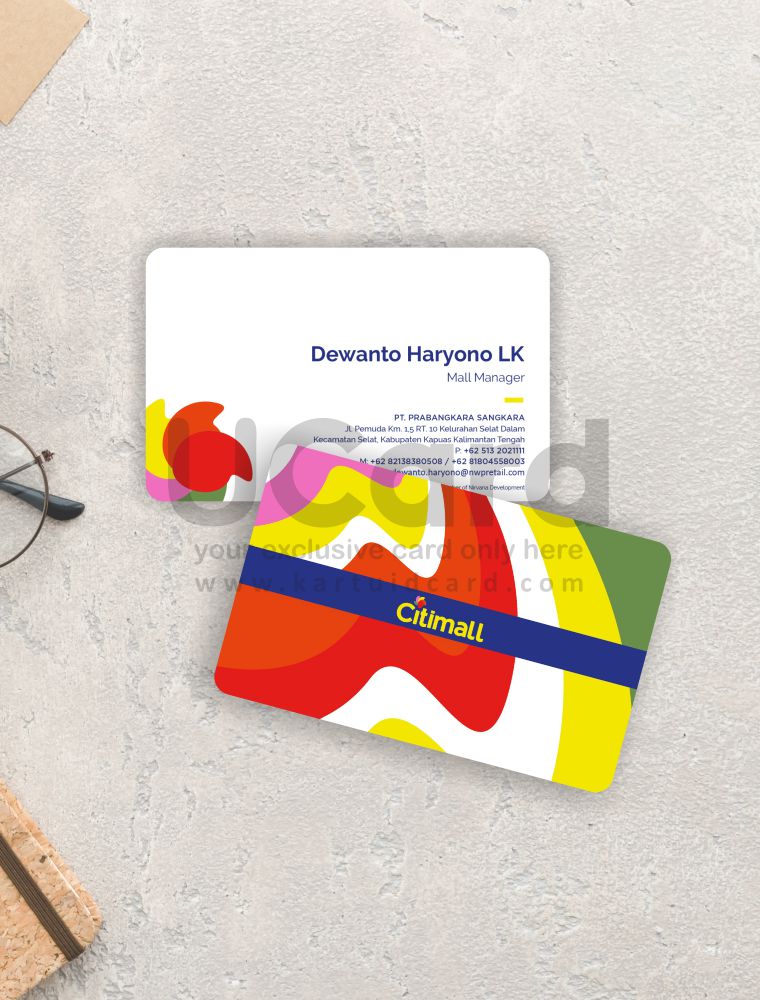 Dewanto Haryono LK
Mall Manager
PT. PRABANGKARA SANGKARA
Jl. Pemuda Km. 1,5 RT. 10 Kelurahan Selat Dalam
Kecamatan Selat, Kabupaten Kapuas Kalimantan Tengah
P: +62 513 2021111
M: +62 82138380508 / +62 81804558003
dewanto.haryono@nwpretail.com
of Nirvana Development
UCard
your exclusive card only here
www.kartuidcard.com
Citimall